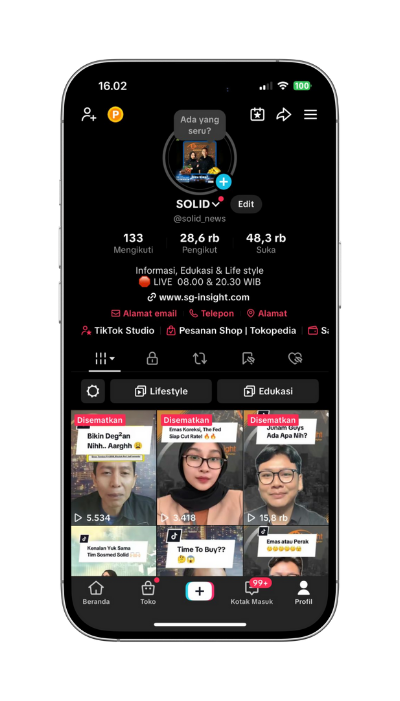 16.02
100
P
Ada yang
seru?
SOLID
Edit
@solid_news
133
28,6 rb
48,3 rb
Mengikuti
Pengikut
Suka
Informasi, Edukasi & Life style
LIVE 08.00 & 20.30 WIB
www.sg-insight.com
Alamat email
Telepon
Alamat
TikTok Studio
Pesanan Shop | Tokopedia
Lifestyle
Edukasi
Disematkan
Bikin Deg²an
Nihh.. Aarghh
5.534
Disematkan
Emas Koreksi, The Fed
Siap Cut Rate!
3.418
Disematkan
Jonam Guys
Ada Apa Nih?
15,8 rb
Kenalan Yuk Sama
Tim Sosmed Solid
Time To Buy??
Emas atau Perak
Beranda
Toko
99+
Kotak Masuk
Profil